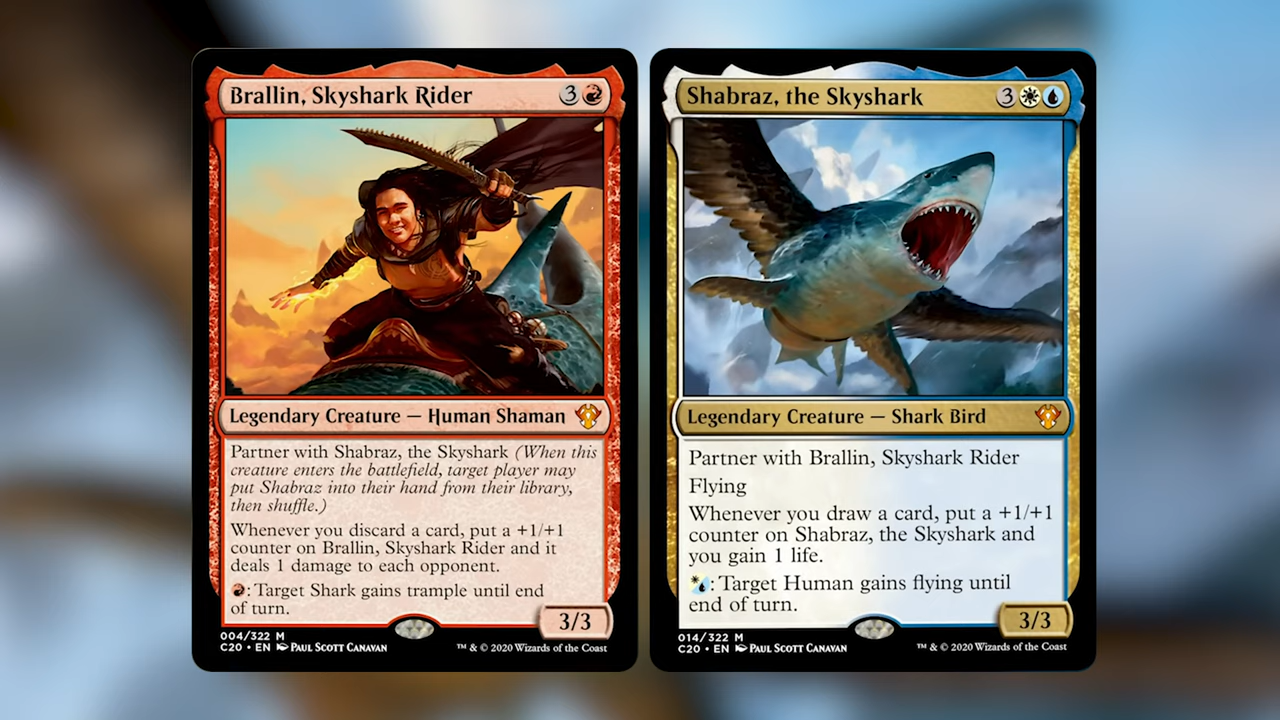 Brallin, Skyshark Rider 3
Legendary Creature — Human Shaman
Partner with Shabraz, the Skyshark (When this
creature enters the battlefield, target player may
put Shabraz into their hand from their library,
then shuffle.)
Whenever you discard a card, put a +1/+1
counter on Brallin, Skyshark Rider and it
deals 1 damage to each opponent.
: Target Shark gains trample until end
of turn.
3/3
004/322 M
C20 • EN Paul Scott Canavan
™ & © 2020 Wizards of the Coast
Shabraz, the Skyshark 3
Legendary Creature — Shark Bird
Partner with Brallin, Skyshark Rider
Flying
Whenever you draw a card, put a +1/+1
counter on Shabraz, the Skyshark and
you gain 1 life.
: Target Human gains flying until
end of turn.
3/3
014/322 M
C20 • EN Paul Scott Canavan
™ & © 2020 Wizards of the Coast